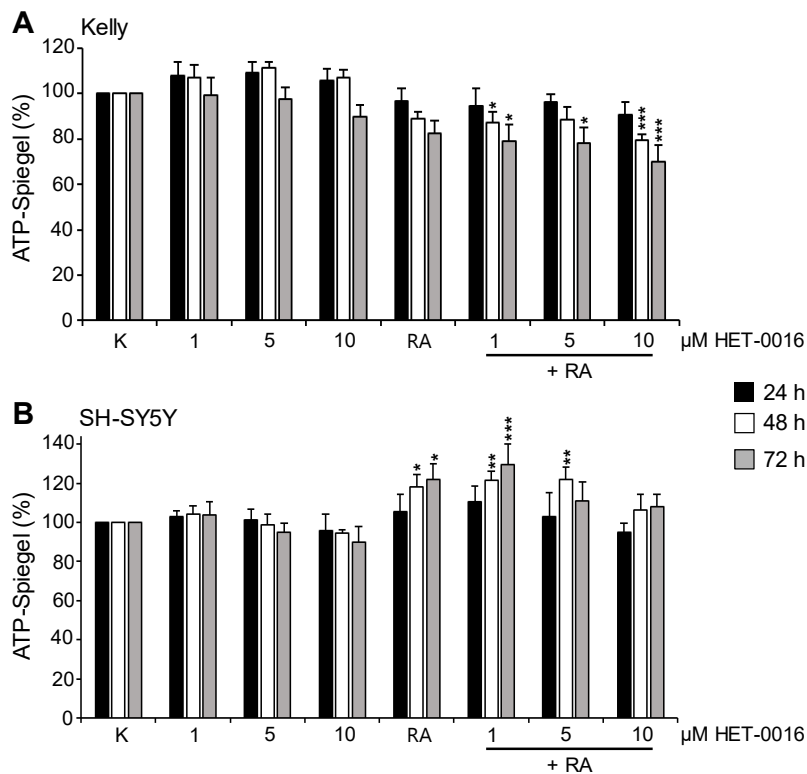 A
Kelly
120
100
80
60
40
20
0
ATP-Spiegel (%)
* * * *** ***
K 1 5 10 RA 1 5 10 µM HET-0016
+ RA
24 h
48 h
72 h
B
SH-SY5Y
140
120
100
80
60
40
20
0
ATP-Spiegel (%)
* * ** *** **
K 1 5 10 RA 1 5 10 µM HET-0016
+ RA